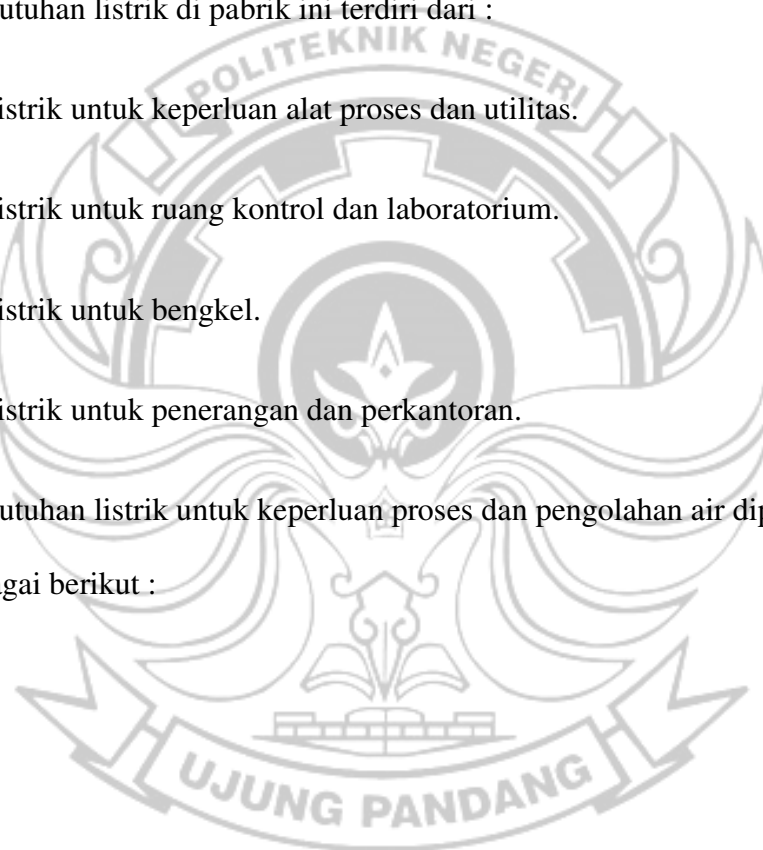 utuhan listrik di pabrik ini terdiri dari :
istrik untuk keperluan alat proses dan utilitas.
istrik untuk ruang kontrol dan laboratorium.
istrik untuk bengkel.
istrik untuk penerangan dan perkantoran.
utuhan listrik untuk keperluan proses dan pengolahan air dip
agai berikut :
POLITEKNIK NEGERI
UJUNG PANDANG